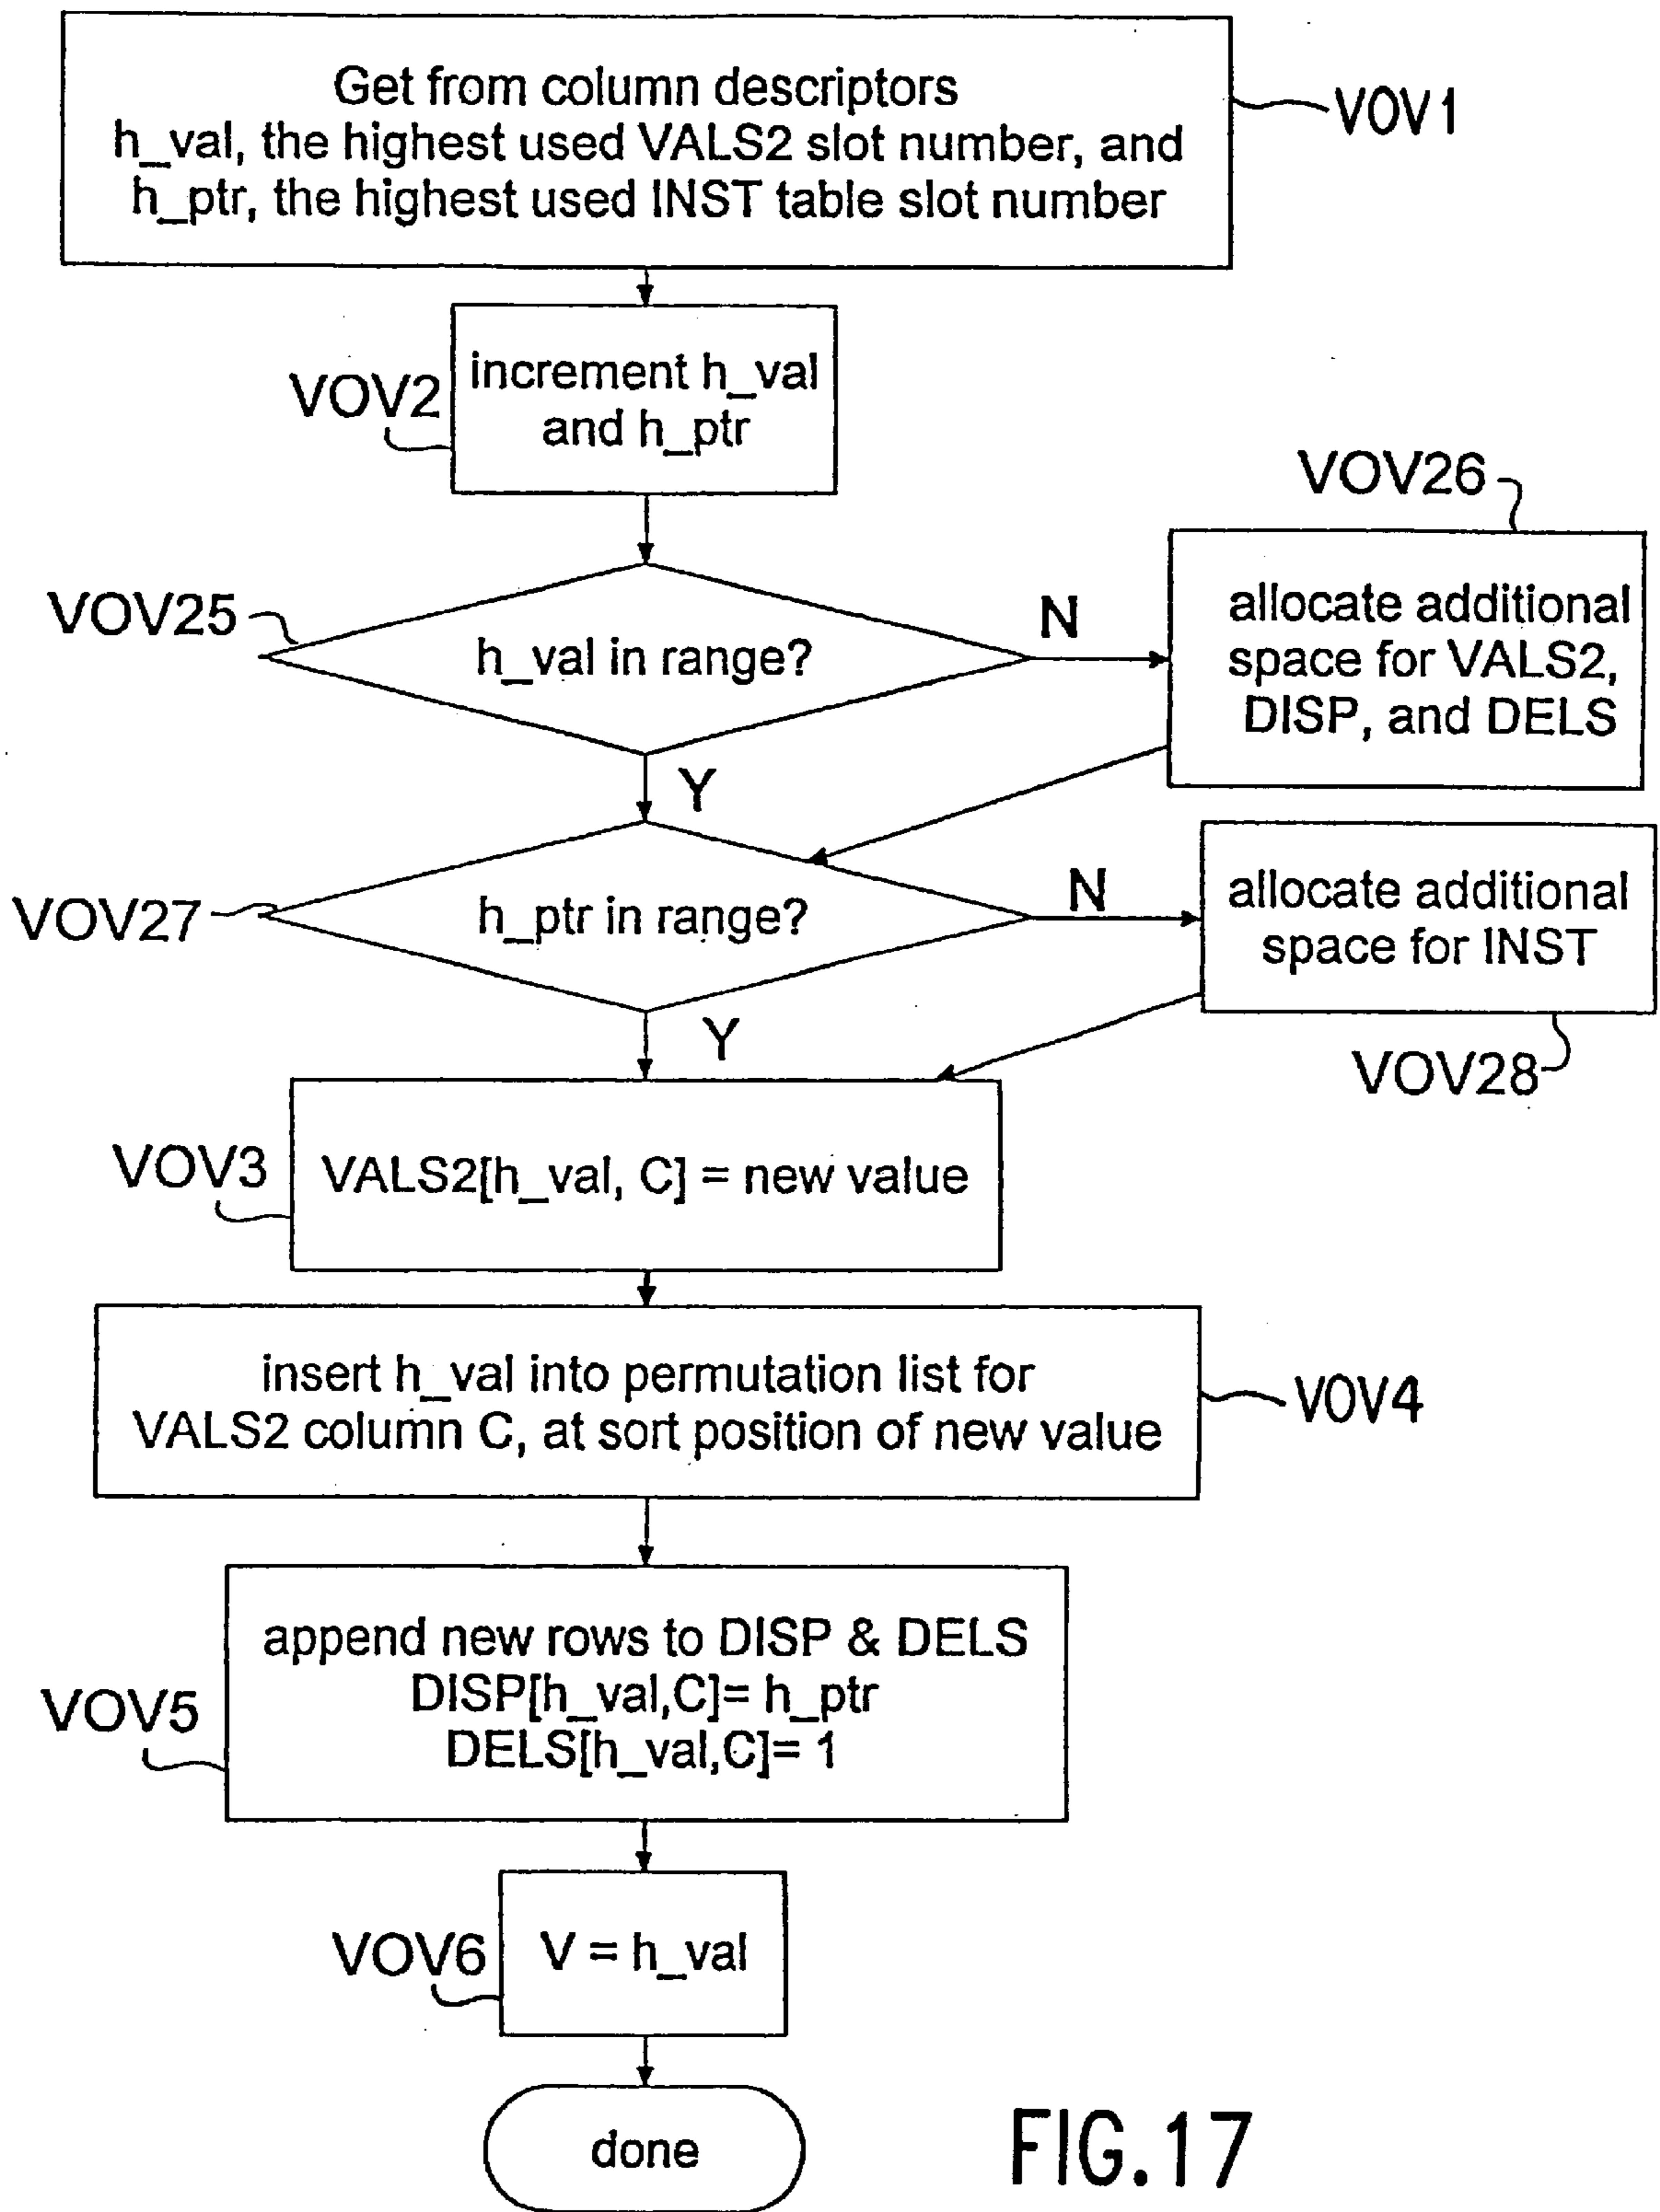 Get from column descriptors
h_val, the highest used VALS2 slot number, and
h_ptr, the highest used INST table slot number
VOV1
increment h_val
and h_ptr
VOV2
VOV26
VOV25
h_val in range?
N
allocate additional
space for VALS2,
DISP, and DELS
Y
VOV27
h_ptr in range?
N
allocate additional
space for INST
Y
VOV28
VOV3
VALS2[h_val, C] = new value
insert h_val into permutation list for
VALS2 column C, at sort position of new value
VOV4
append new rows to DISP & DELS
DISP[h_val,C]= h_ptr
DELS[h_val,C]= 1
VOV5
VOV6
V = h_val
done
FIG.17